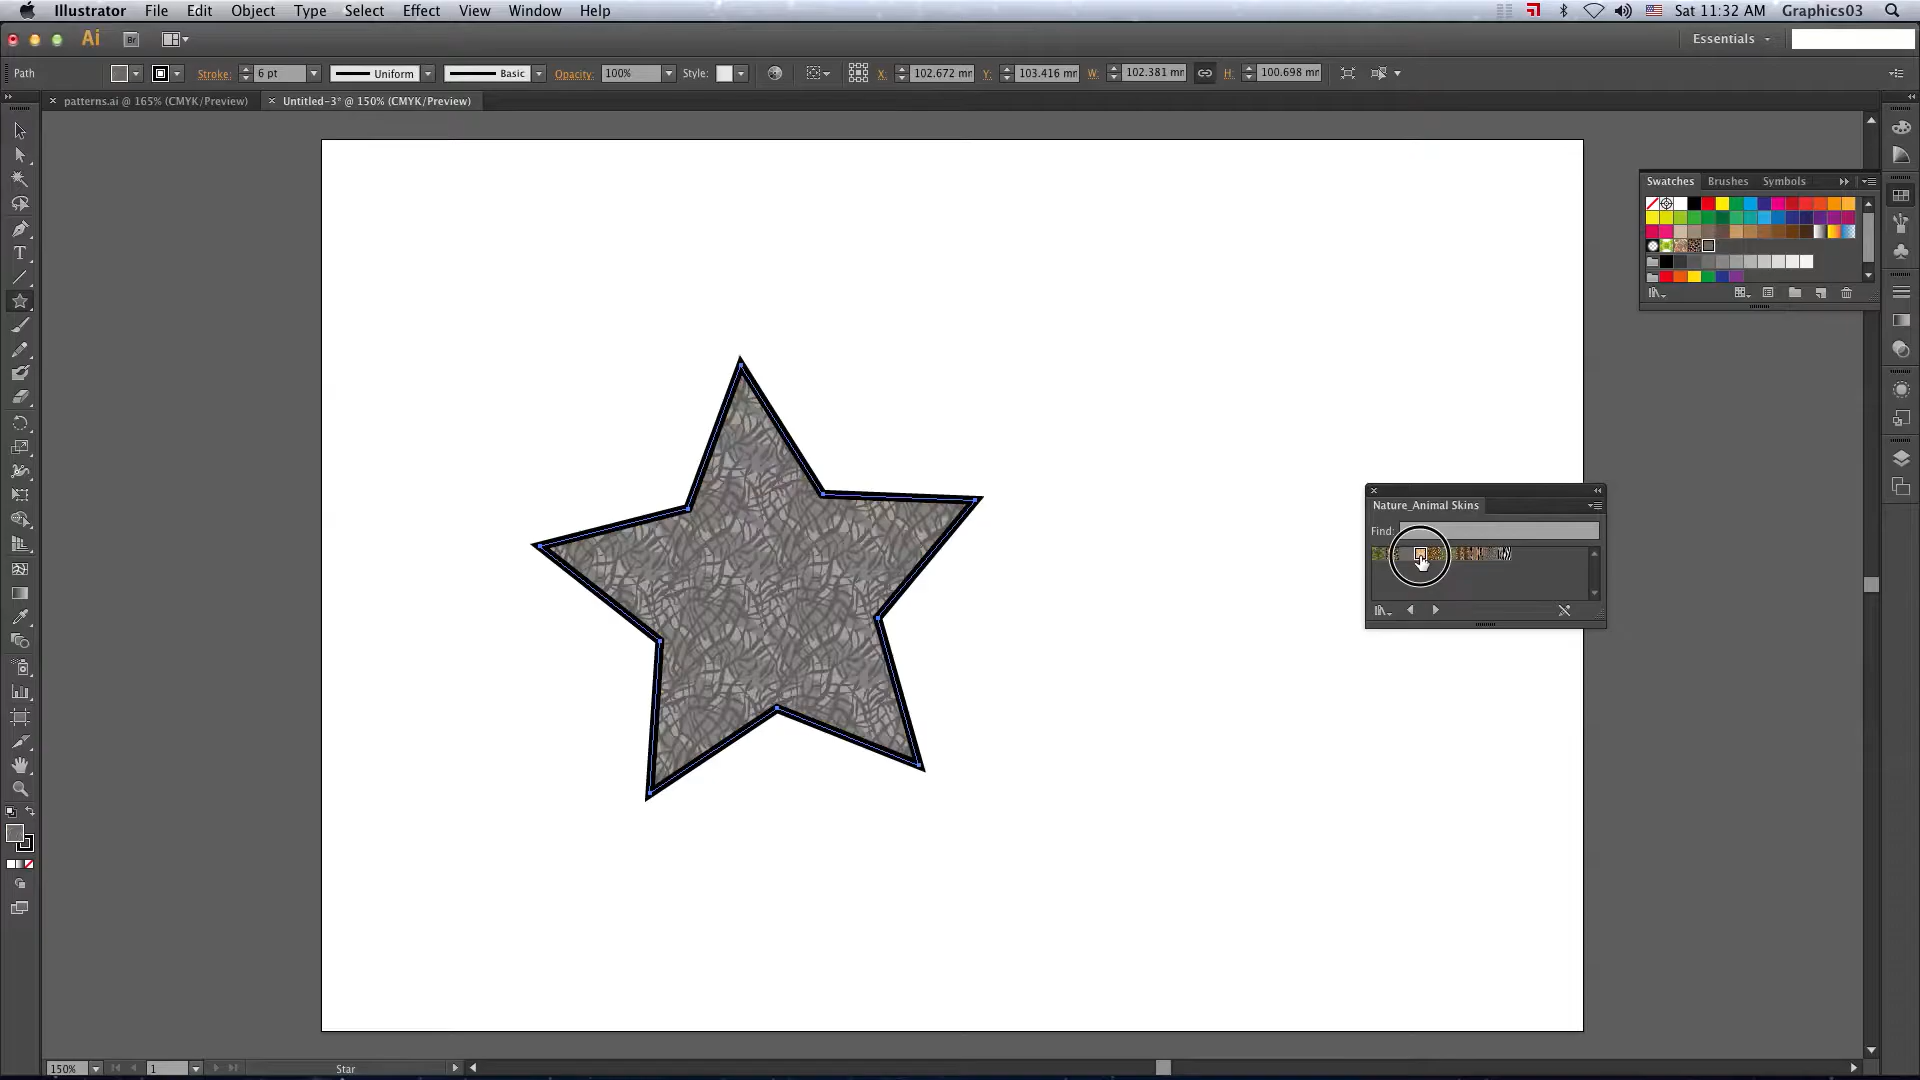 Illustrator File Edit Object Type Select Effect View Window Help Sat 11:32 AM Graphics03
Ai Br Essentials
Path Stroke: 6 pt Uniform Basic Opacity: 100% Style: X: 102.672 mm Y: 103.416 mm W: 102.381 mm H: 100.698 mm
patterns.ai @ 165% (CMYK/Preview) Untitled-3* @ 150% (CMYK/Preview)
Swatches Brushes Symbols
Nature_Animal Skins
Find:
150% 1 Star